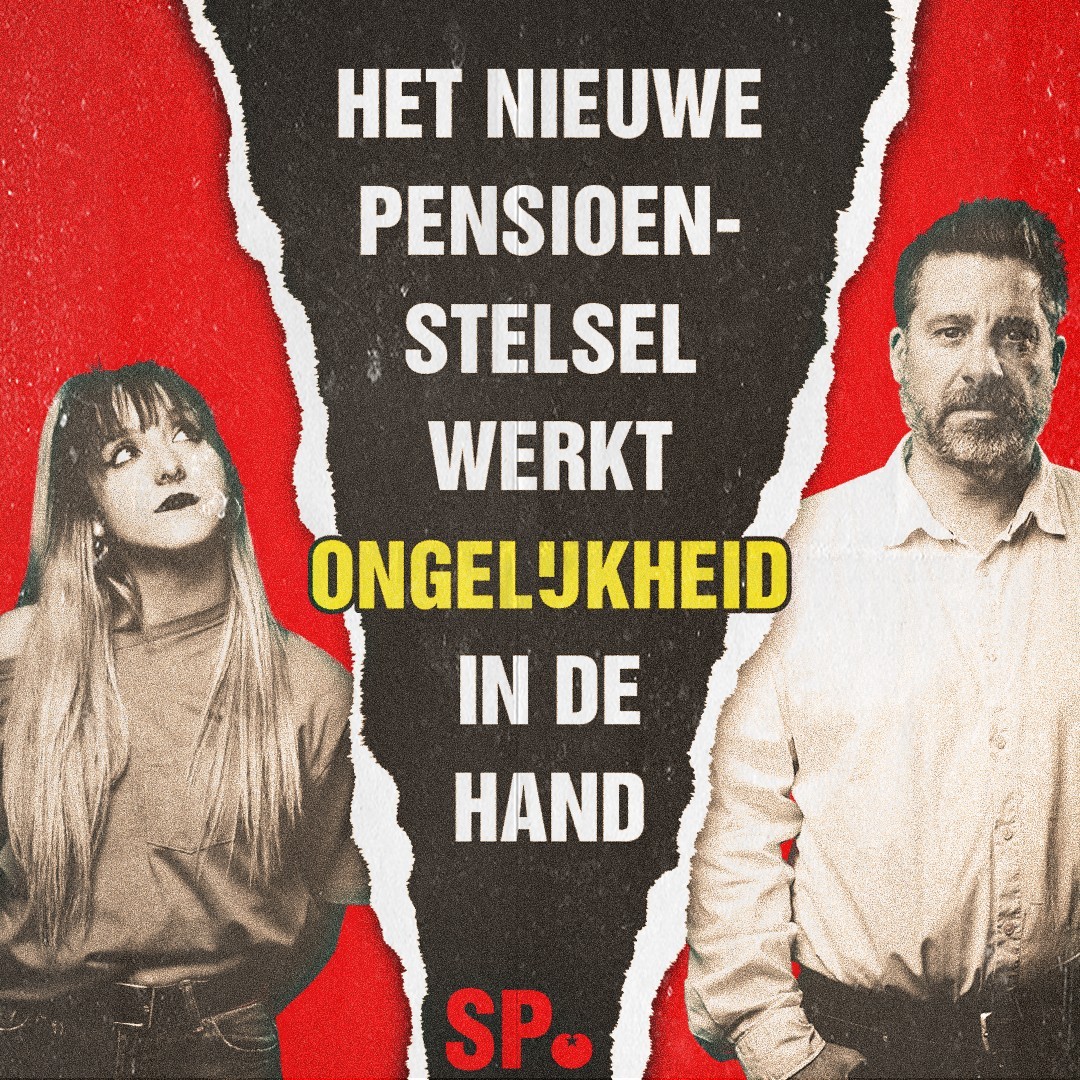 HET NIEUWE
PENSIOEN-
STELSEL
WERKT
ONGELIJKHEID
IN DE
HAND
SP.